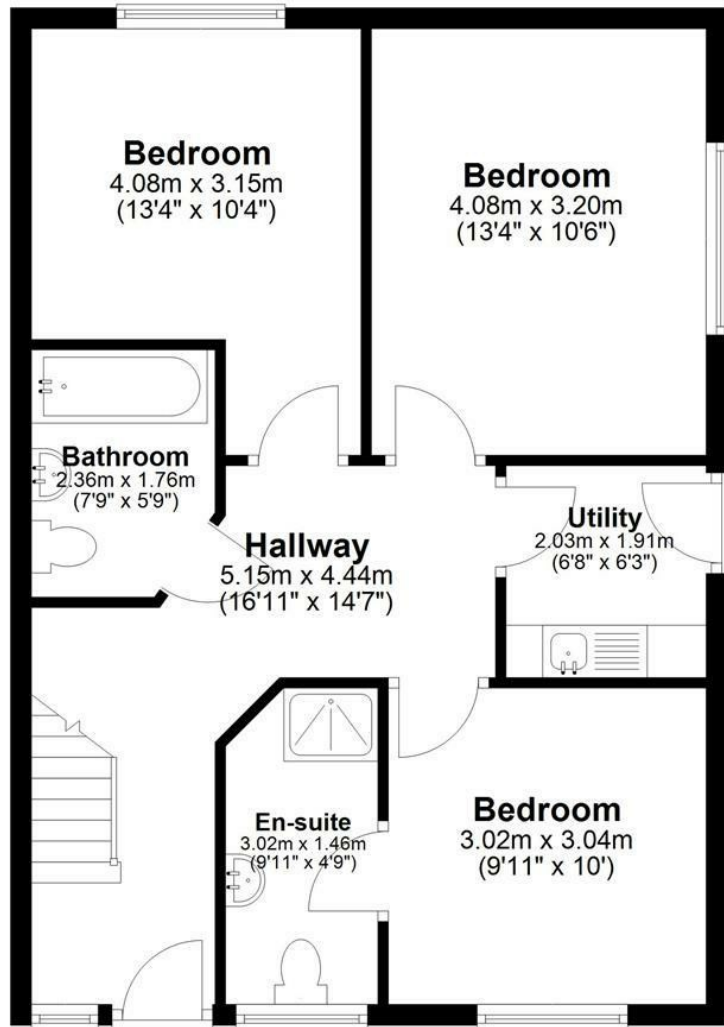 Bedroom
4.08m x 3.15m
(13'4" x 10'4")
Bedroom
4.08m x 3.20m
(13'4" x 10'6")
Bathroom
2.36m x 1.76m
(7'9" x 5'9")
Hallway
5.15m x 4.44m
(16'11" x 14'7")
Utility
2.03m x 1.91m
(6'8" x 6'3")
En-suite
3.02m x 1.46m
(9'11" x 4'9")
Bedroom
3.02m x 3.04m
(9'11" x 10')